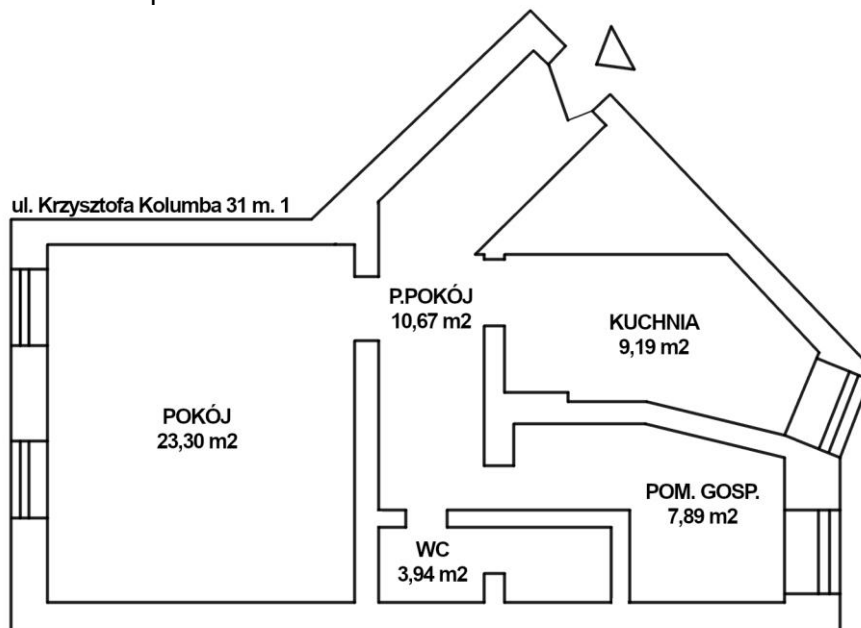 ul. Krzysztofa Kolumba 31 m. 1
P.POKÓJ
10,67 m2
KUCHNIA
9,19 m2
POKÓJ
23,30 m2
POM. GOSP.
7,89 m2
WC
3,94 m2